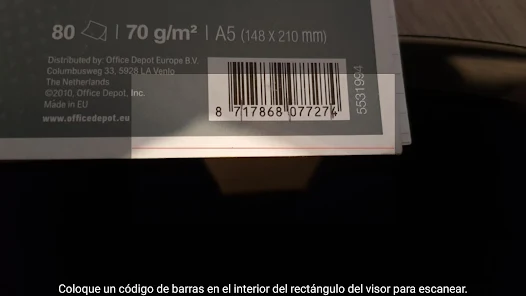 80 | 70 g/m² | A5 (148 x 210 mm)
Distributed by: Office Depot Europe B.V.
Columbusweg 33, 5928 LA Venlo
The Netherlands
©2010, Office Depot, Inc.
Made in EU
www.officedepot.eu
8 717868 077274
5531994
Coloque un código de barras en el interior del rectángulo del visor para escanear.